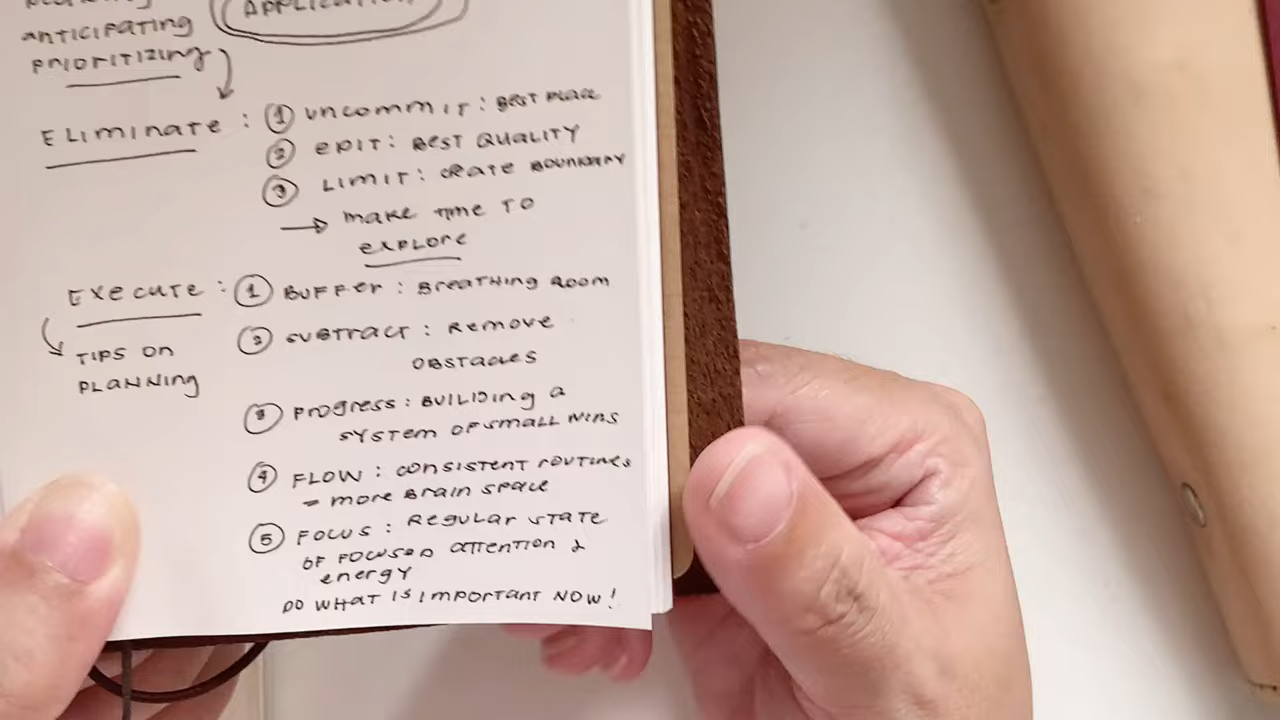 APPLICATION
ANTICIPATING
PRIORITIZING
ELIMINATE : ① UNCOMMIT : BEST PLACE
② EDIT : BEST QUALITY
③ LIMIT : CREATE BOUNDARY
→ MAKE TIME TO
EXPLORE
EXECUTE : ① BUFFER : BREATHING ROOM
TIPS ON
PLANNING
② SUBTRACT : REMOVE
OBSTACLES
③ PROGRESS : BUILDING A
SYSTEM OF SMALL WINS
④ FLOW : CONSISTENT ROUTINES
= MORE BRAIN SPACE
⑤ FOCUS : REGULAR STATE
OF FOCUSED ATTENTION &
ENERGY
DO WHAT IS IMPORTANT NOW!